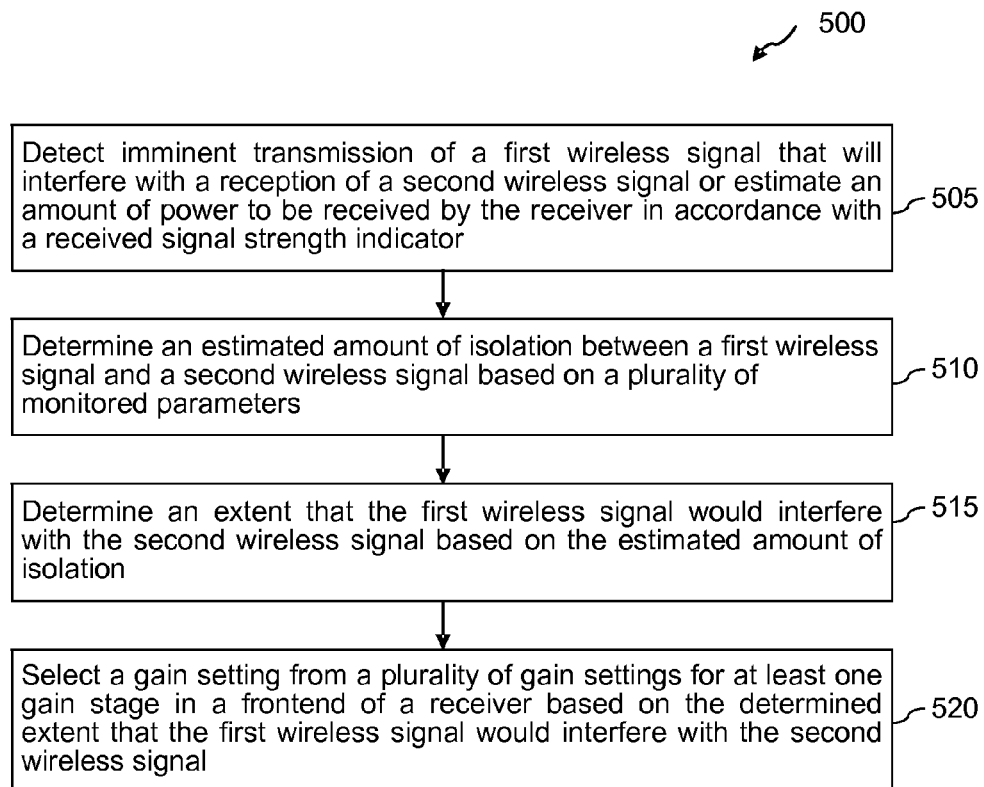 500
Detect imminent transmission of a first wireless signal that will
interfere with a reception of a second wireless signal or estimate an
amount of power to be received by the receiver in accordance with
a received signal strength indicator
505
Determine an estimated amount of isolation between a first wireless
signal and a second wireless signal based on a plurality of
monitored parameters
510
Determine an extent that the first wireless signal would interfere
with the second wireless signal based on the estimated amount of
isolation
515
Select a gain setting from a plurality of gain settings for at least one
gain stage in a frontend of a receiver based on the determined
extent that the first wireless signal would interfere with the second
wireless signal
520